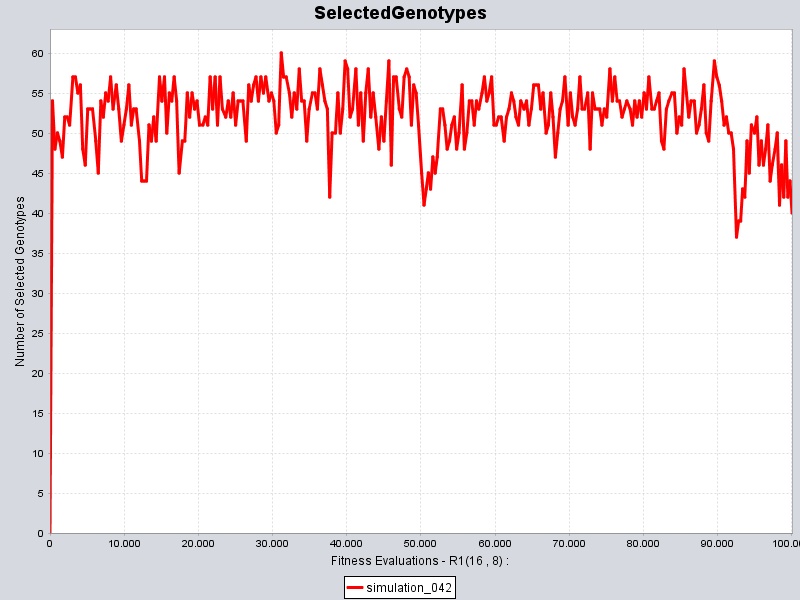 SelectedGenotypes
Number of Selected Genotypes
60
55
50
45
40
35
30
25
20
15
10
5
0
0 10.000 20.000 30.000 40.000 50.000 60.000 70.000 80.000 90.000 100.00
Fitness Evaluations - R1(16 , 8) :
simulation_042